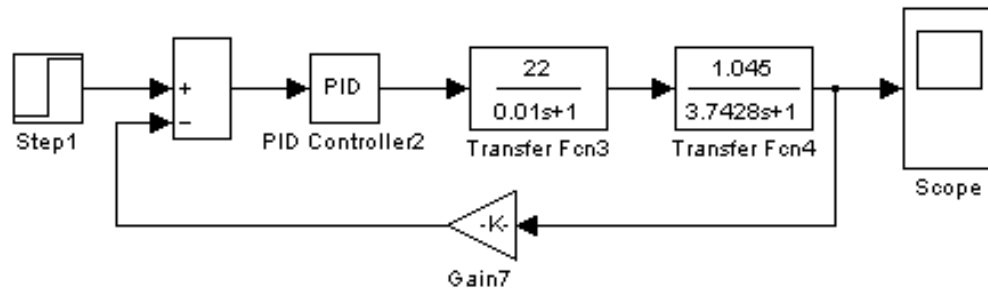 +
−
PID
22
0.01s+1
1.045
3.7428s+1
Step1
PID Controller2
Transfer Fcn3
Transfer Fcn4
Scope
-K-
Gain7